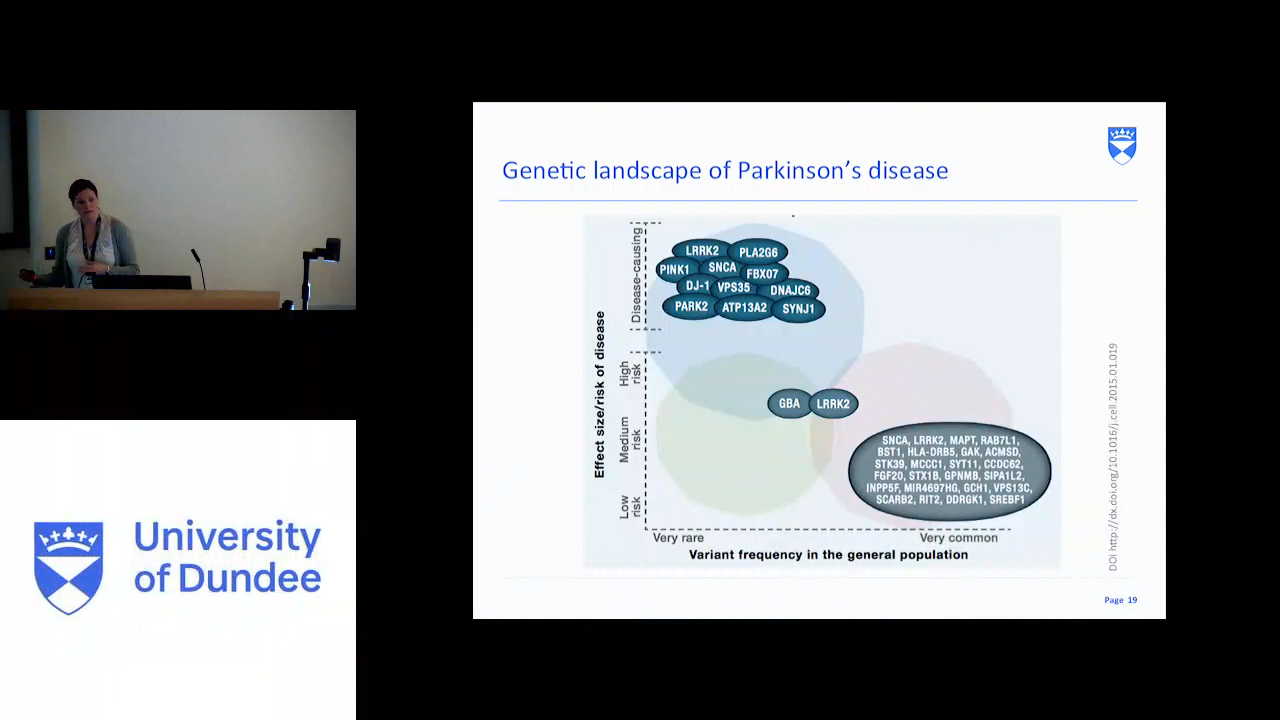 Genetic landscape of Parkinson's disease
Effect size/risk of disease
Disease-causing
High
risk
Medium
risk
Low
risk
LRRK2
PLA2G6
PINK1
SNCA
FBX07
DJ-1
VPS35
DNAJC6
PARK2
ATP13A2
SYNJ1
GBA
LRRK2
SNCA, LRRK2, MAPT, RAB7L1,
BST1, HLA-DRB5, GAK, ACMSD,
STK39, MCCC1, SYT11, CCDC62,
FGF20, STX1B, GPNMB, SIPA1L2,
INPP5F, MIR4697HG, GCH1, VPS13C,
SCARB2, RIT2, DDRGK1, SREBF1
Very rare
Very common
Variant frequency in the general population
DOI http://dx.doi.org/10.1016/j.cell.2015.01.019
Page 19
University
of Dundee